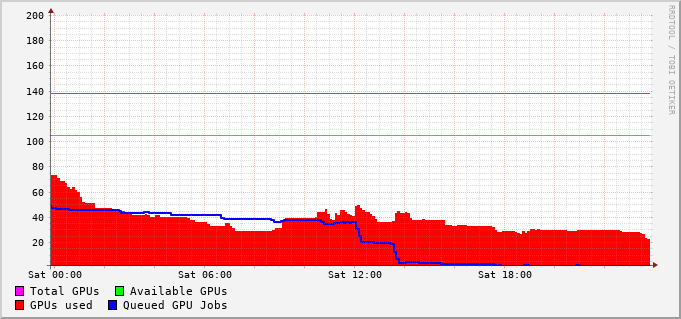 200
180
160
140
120
100
80
60
40
20
Sat 00:00 Sat 06:00 Sat 12:00 Sat 18:00
Total GPUs Available GPUs
GPUs used Queued GPU Jobs
RRDTOOL / TOBI OETIKER